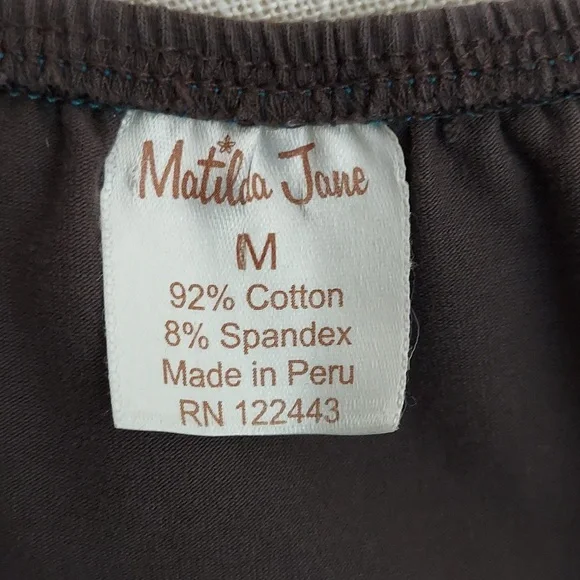 Matilda Jane
M
92% Cotton
8% Spandex
Made in Peru
RN 122443